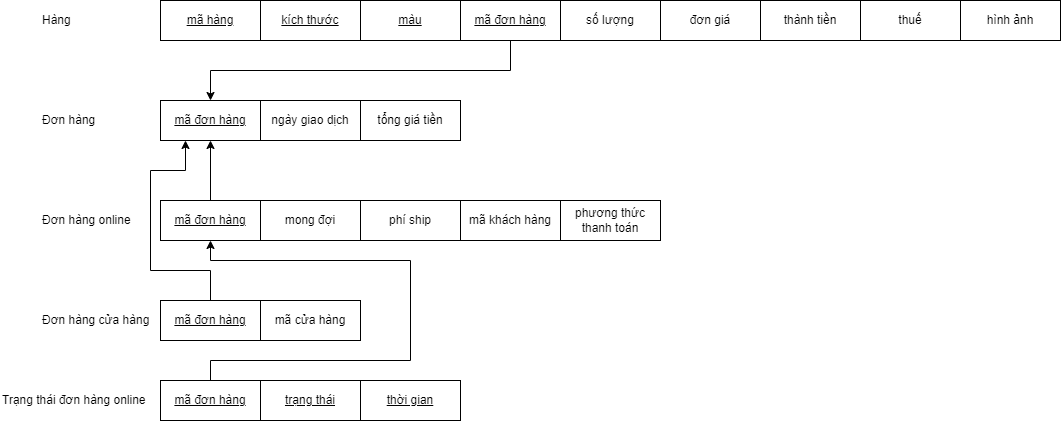 Hàng mã hàng kích thước màu mã đơn hàng số lượng đơn giá thành tiền thuế hình ảnh
Đơn hàng mã đơn hàng ngày giao dịch tổng giá tiền
Đơn hàng online mã đơn hàng mong đợi phí ship mã khách hàng phương thức
thanh toán
Đơn hàng cửa hàng mã đơn hàng mã cửa hàng
Trạng thái đơn hàng online mã đơn hàng trạng thái thời gian